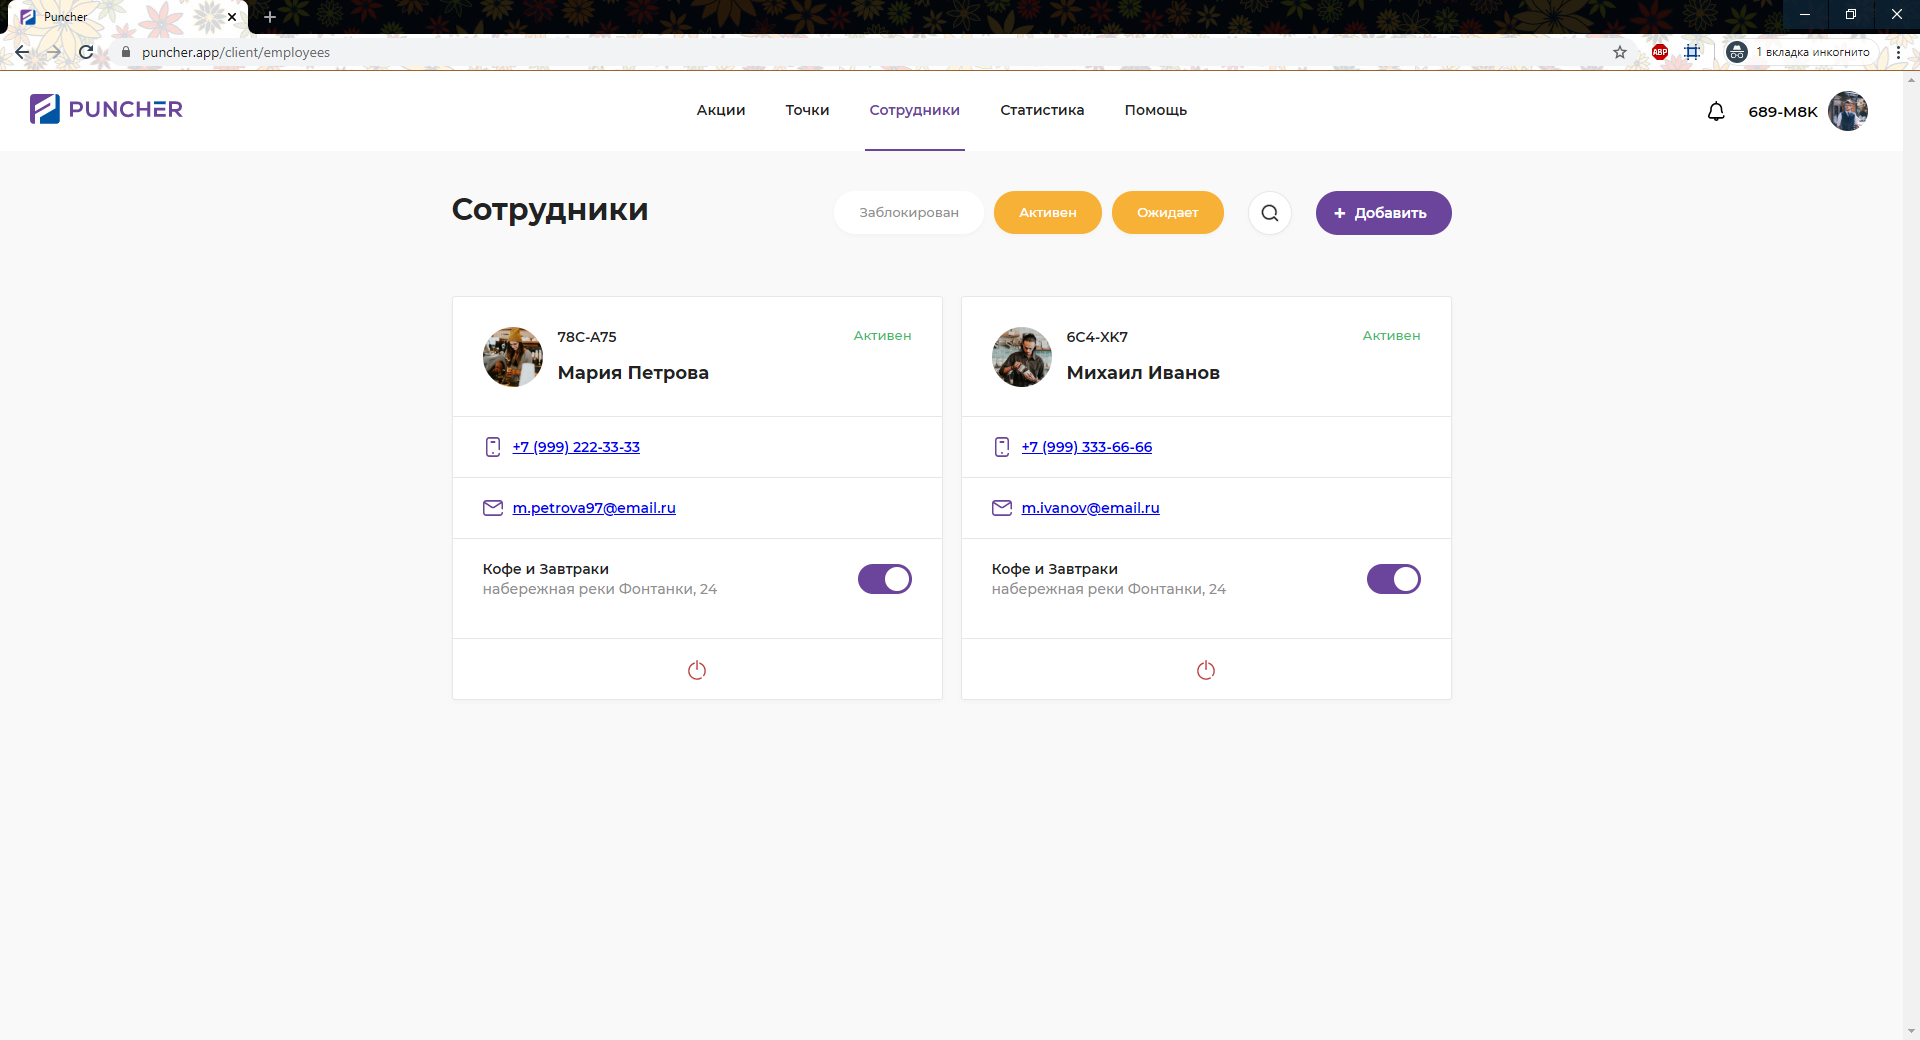 Puncher
puncher.app/client/employees
ABP
1 вкладка инкогнито
PUNCHER
Акции
Точки
Сотрудники
Статистика
Помощь
689-M8K
Сотрудники
Заблокирован
Активен
Ожидает
+ Добавить
78C-A75
Активен
Мария Петрова
+7 (999) 222-33-33
m.petrova97@email.ru
Кофе и Завтраки
набережная реки Фонтанки, 24
6C4-XK7
Активен
Михаил Иванов
+7 (999) 333-66-66
m.ivanov@email.ru
Кофе и Завтраки
набережная реки Фонтанки, 24